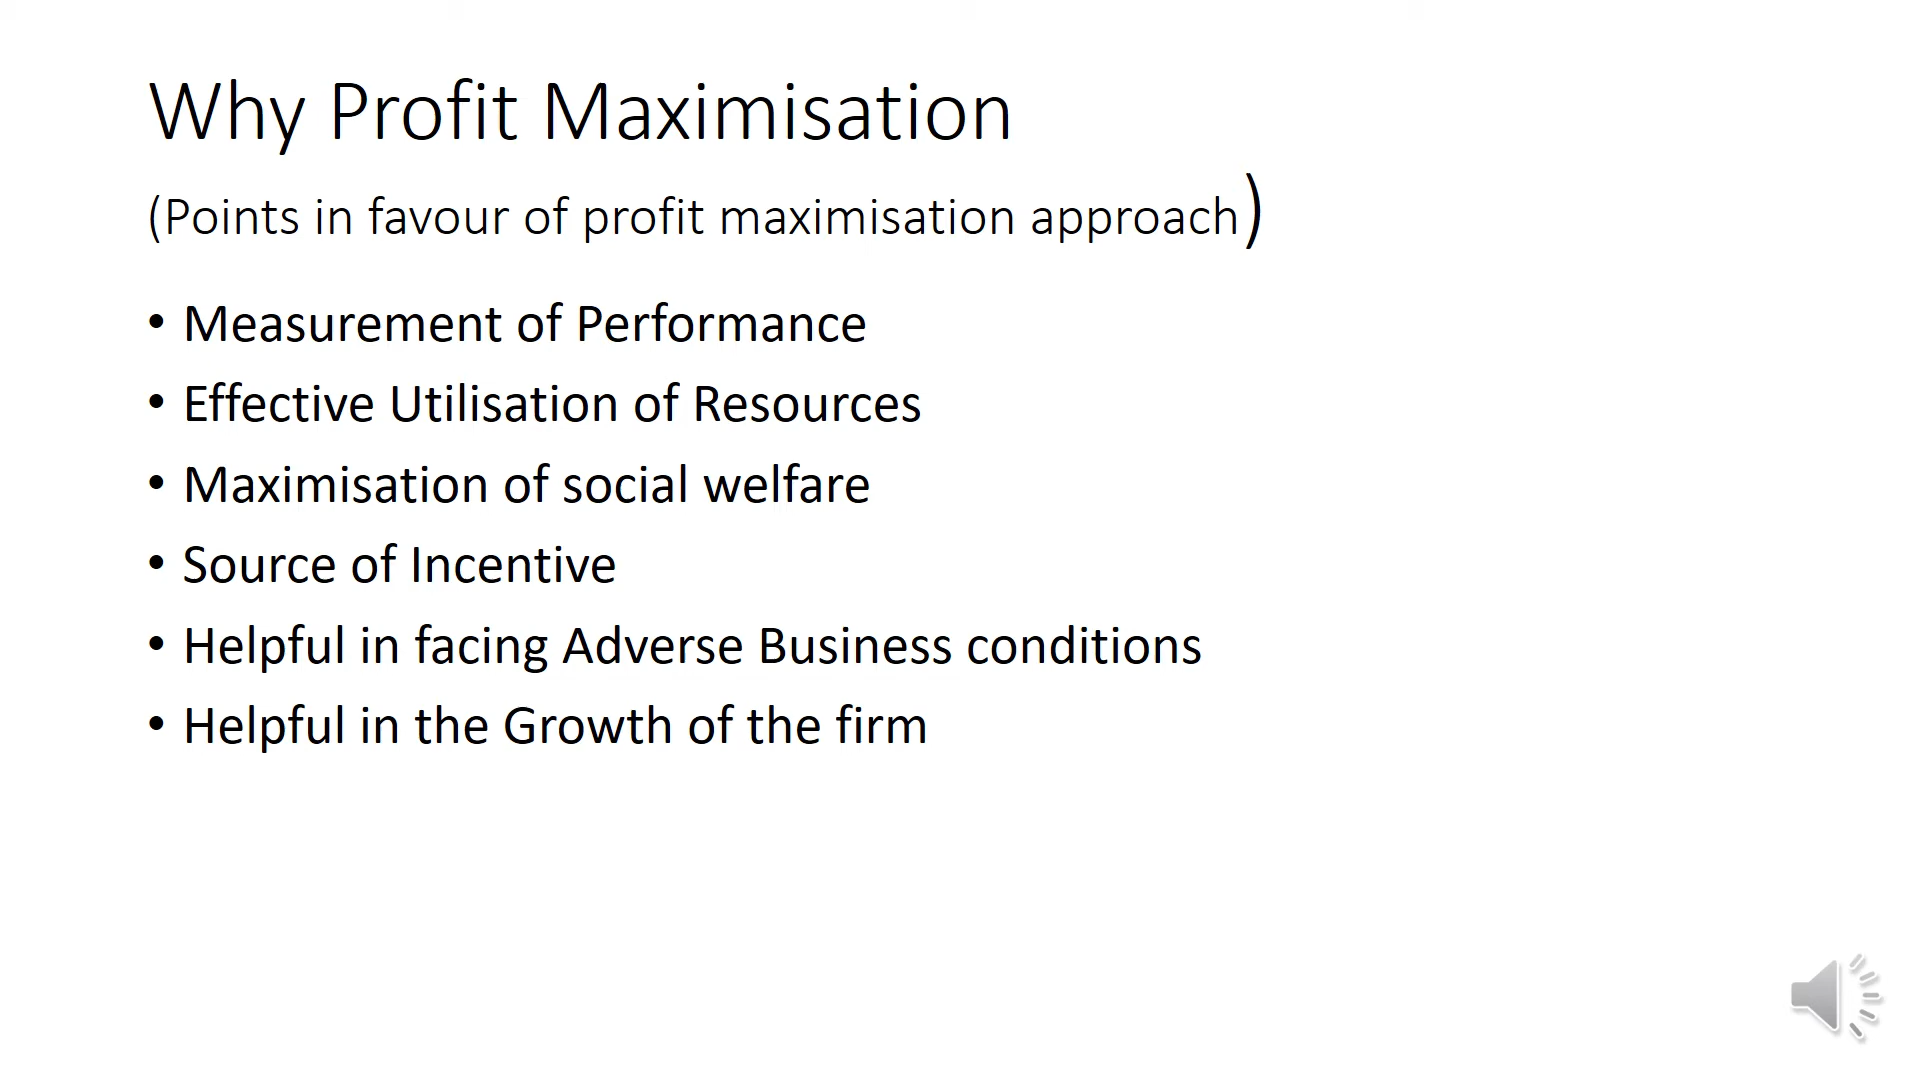 Why Profit Maximisation
(Points in favour of profit maximisation approach)
• Measurement of Performance
• Effective Utilisation of Resources
• Maximisation of social welfare
• Source of Incentive
• Helpful in facing Adverse Business conditions
• Helpful in the Growth of the firm